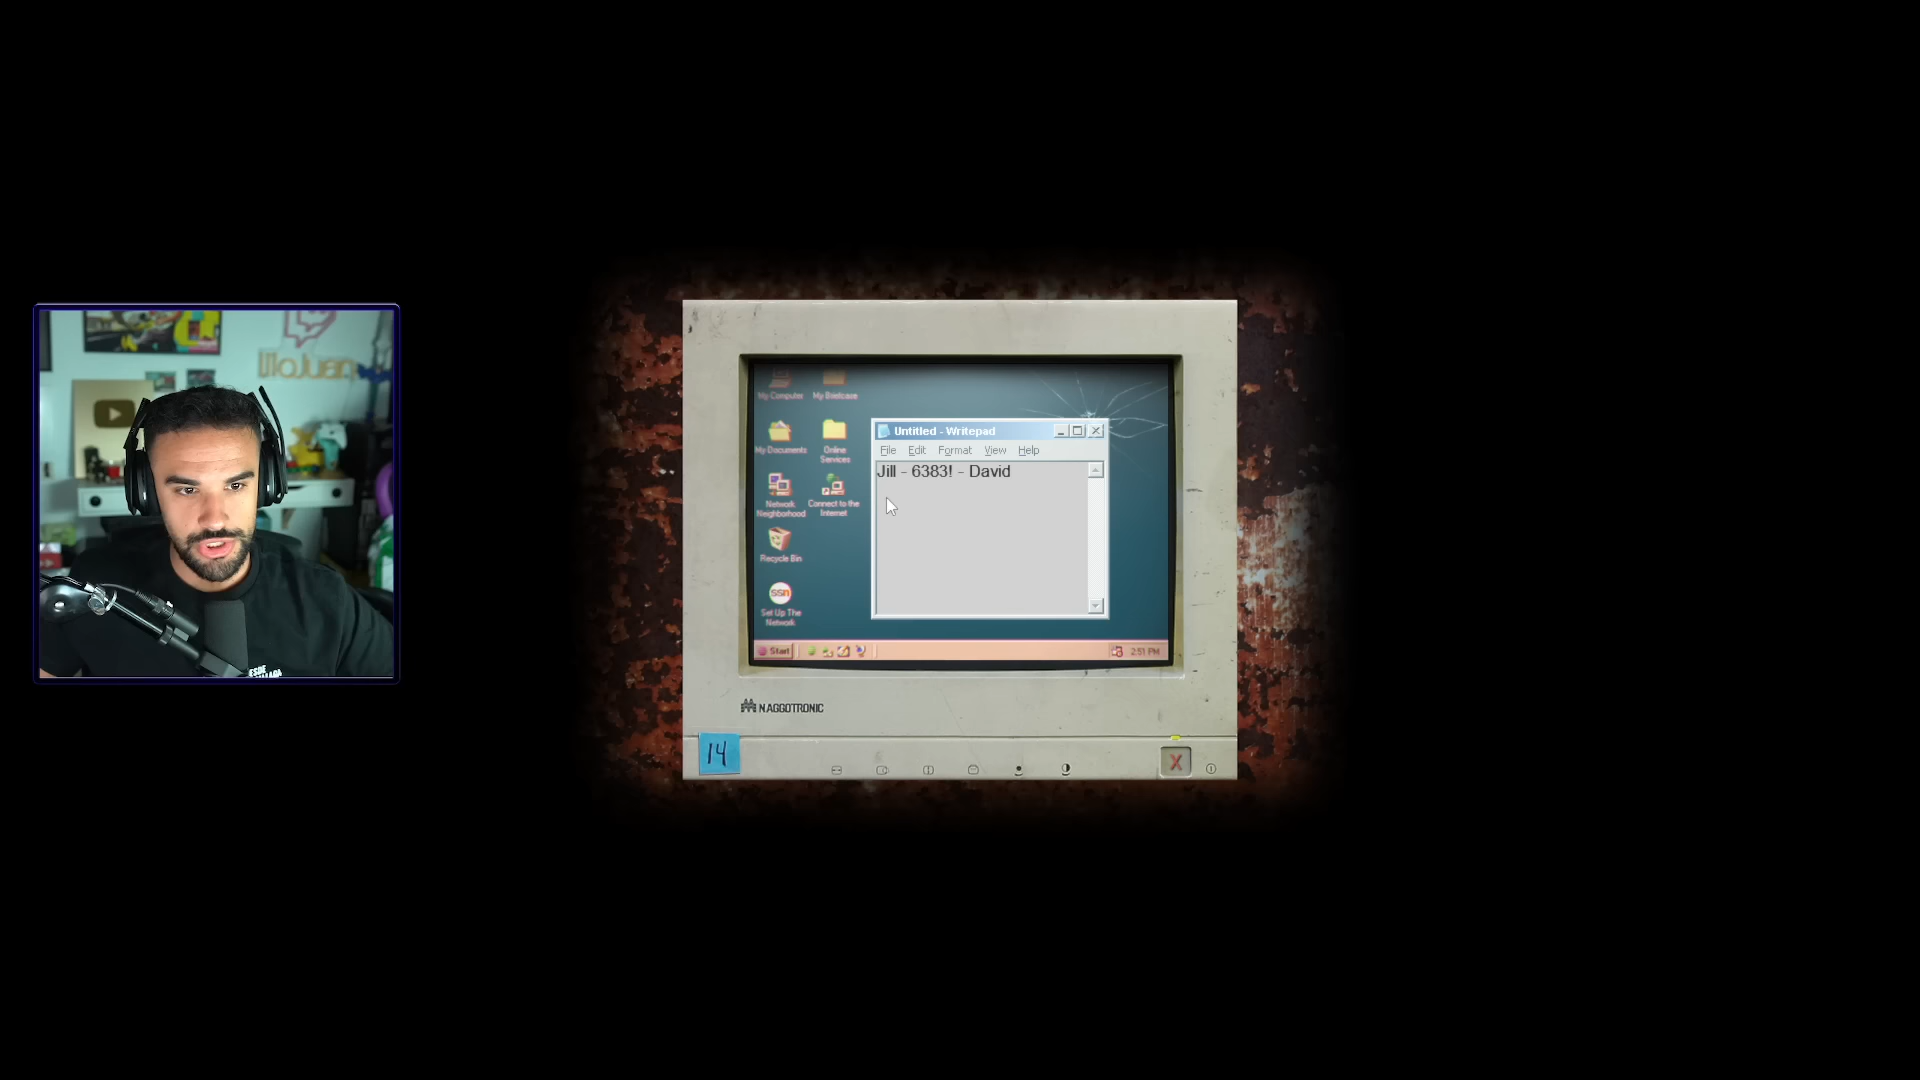 My Computer
My Briefcase
My Documents
Online
Services
Network
Neighborhood
Connect to the
Internet
Recycle Bin
ssn
Set Up The
Network
Untitled - Writepad
File Edit Format View Help
Jill - 6383! - David
Start
2:51 PM
NAGGOTRONIC
14
X